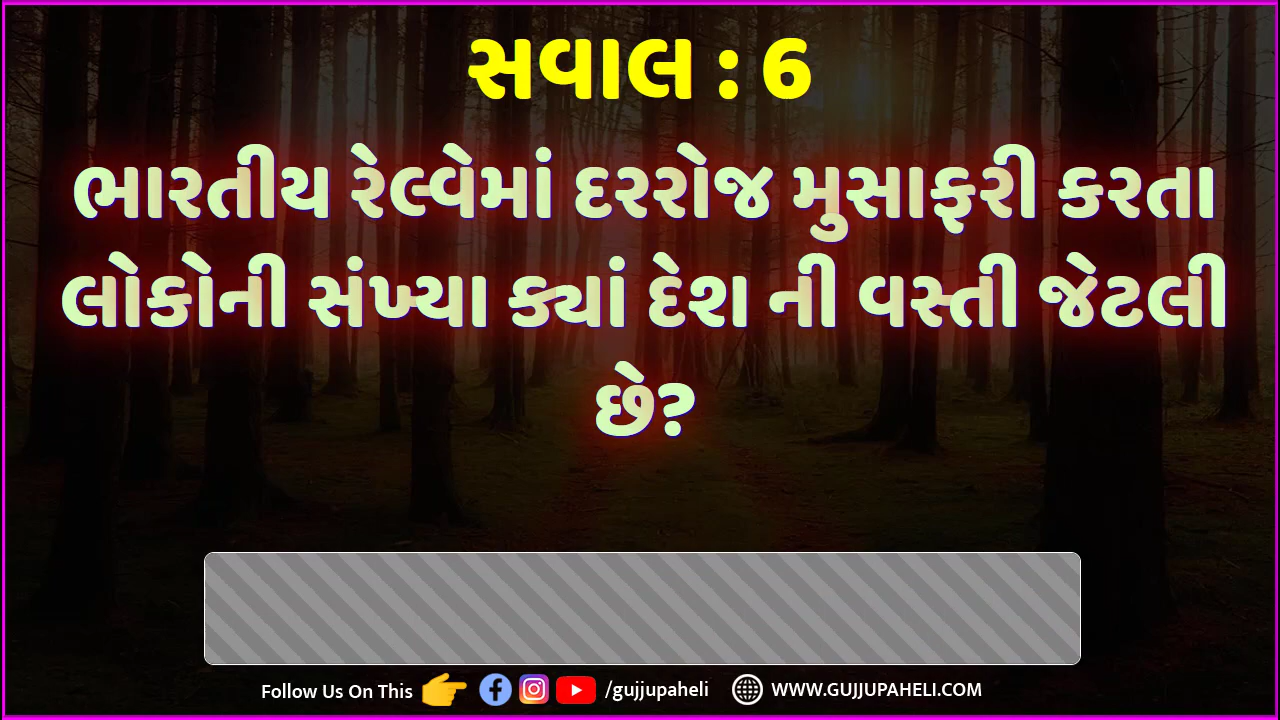 સવાલ : 6
ભારતીય રેલ્વેમાં દરરોજ મુસાફરી કરતા
લોકોની સંખ્યા ક્યાં દેશ ની વસ્તી જેટલી
છે?
Follow Us On This /gujjupaheli WWW.GUJJUPAHELI.COM